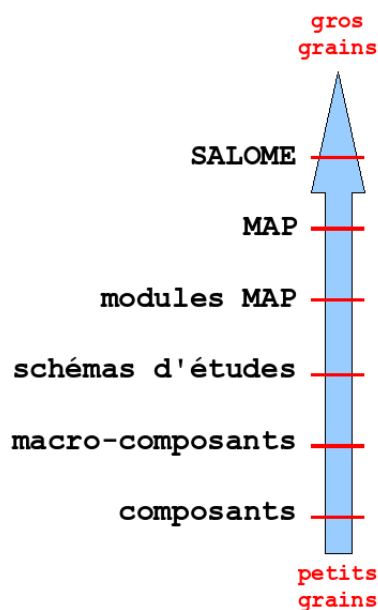 gros
grains
SALOME
MAP
modules MAP
schémas d'études
macro-composants
composants
petits
grains